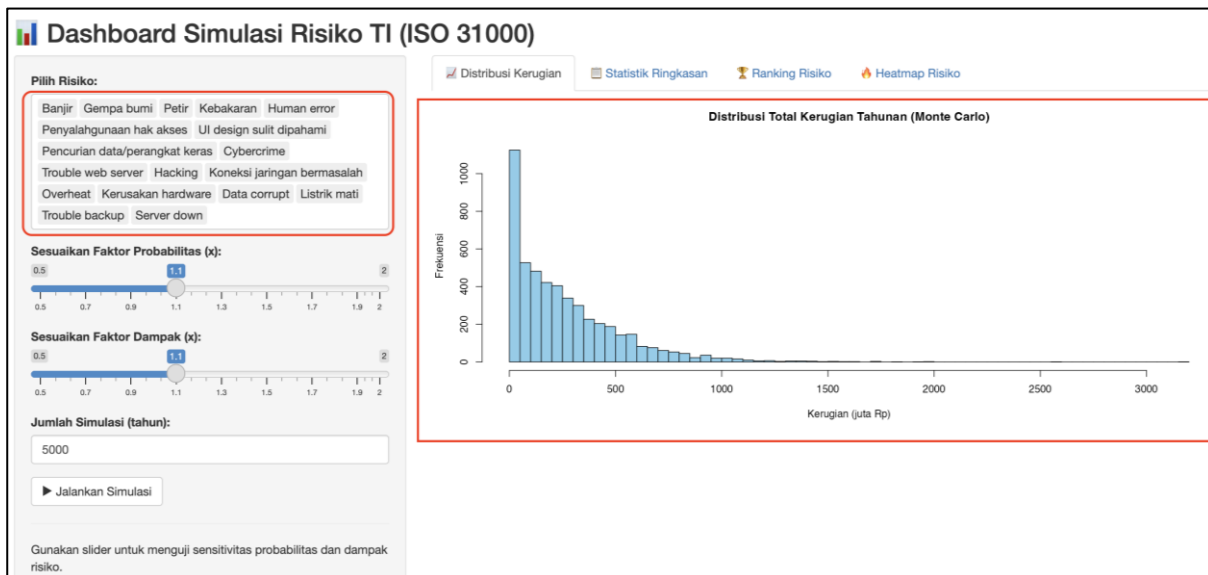 Dashboard Simulasi Risiko TI (ISO 31000)
Pilih Risiko:
Banjir Gempa bumi Petir Kebakaran Human error
Penyalahgunaan hak akses UI design sulit dipahami
Pencurian data/perangkat keras Cybercrime
Trouble web server Hacking Koneksi jaringan bermasalah
Overheat Kerusakan hardware Data corrupt Listrik mati
Trouble backup Server down
Sesuaikan Faktor Probabilitas (x):
0.5 1.1 2
0.5 0.7 0.9 1.1 1.3 1.5 1.7 1.9 2
Sesuaikan Faktor Dampak (x):
0.5 1.1 2
0.5 0.7 0.9 1.1 1.3 1.5 1.7 1.9 2
Jumlah Simulasi (tahun):
5000
Jalankan Simulasi
Gunakan slider untuk menguji sensitivitas probabilitas dan dampak
risiko.
Distribusi Kerugian Statistik Ringkasan Ranking Risiko Heatmap Risiko
Distribusi Total Kerugian Tahunan (Monte Carlo)
Frekuensi
1000
800
600
400
200
0
0 500 1000 1500 2000 2500 3000
Kerugian (juta Rp)